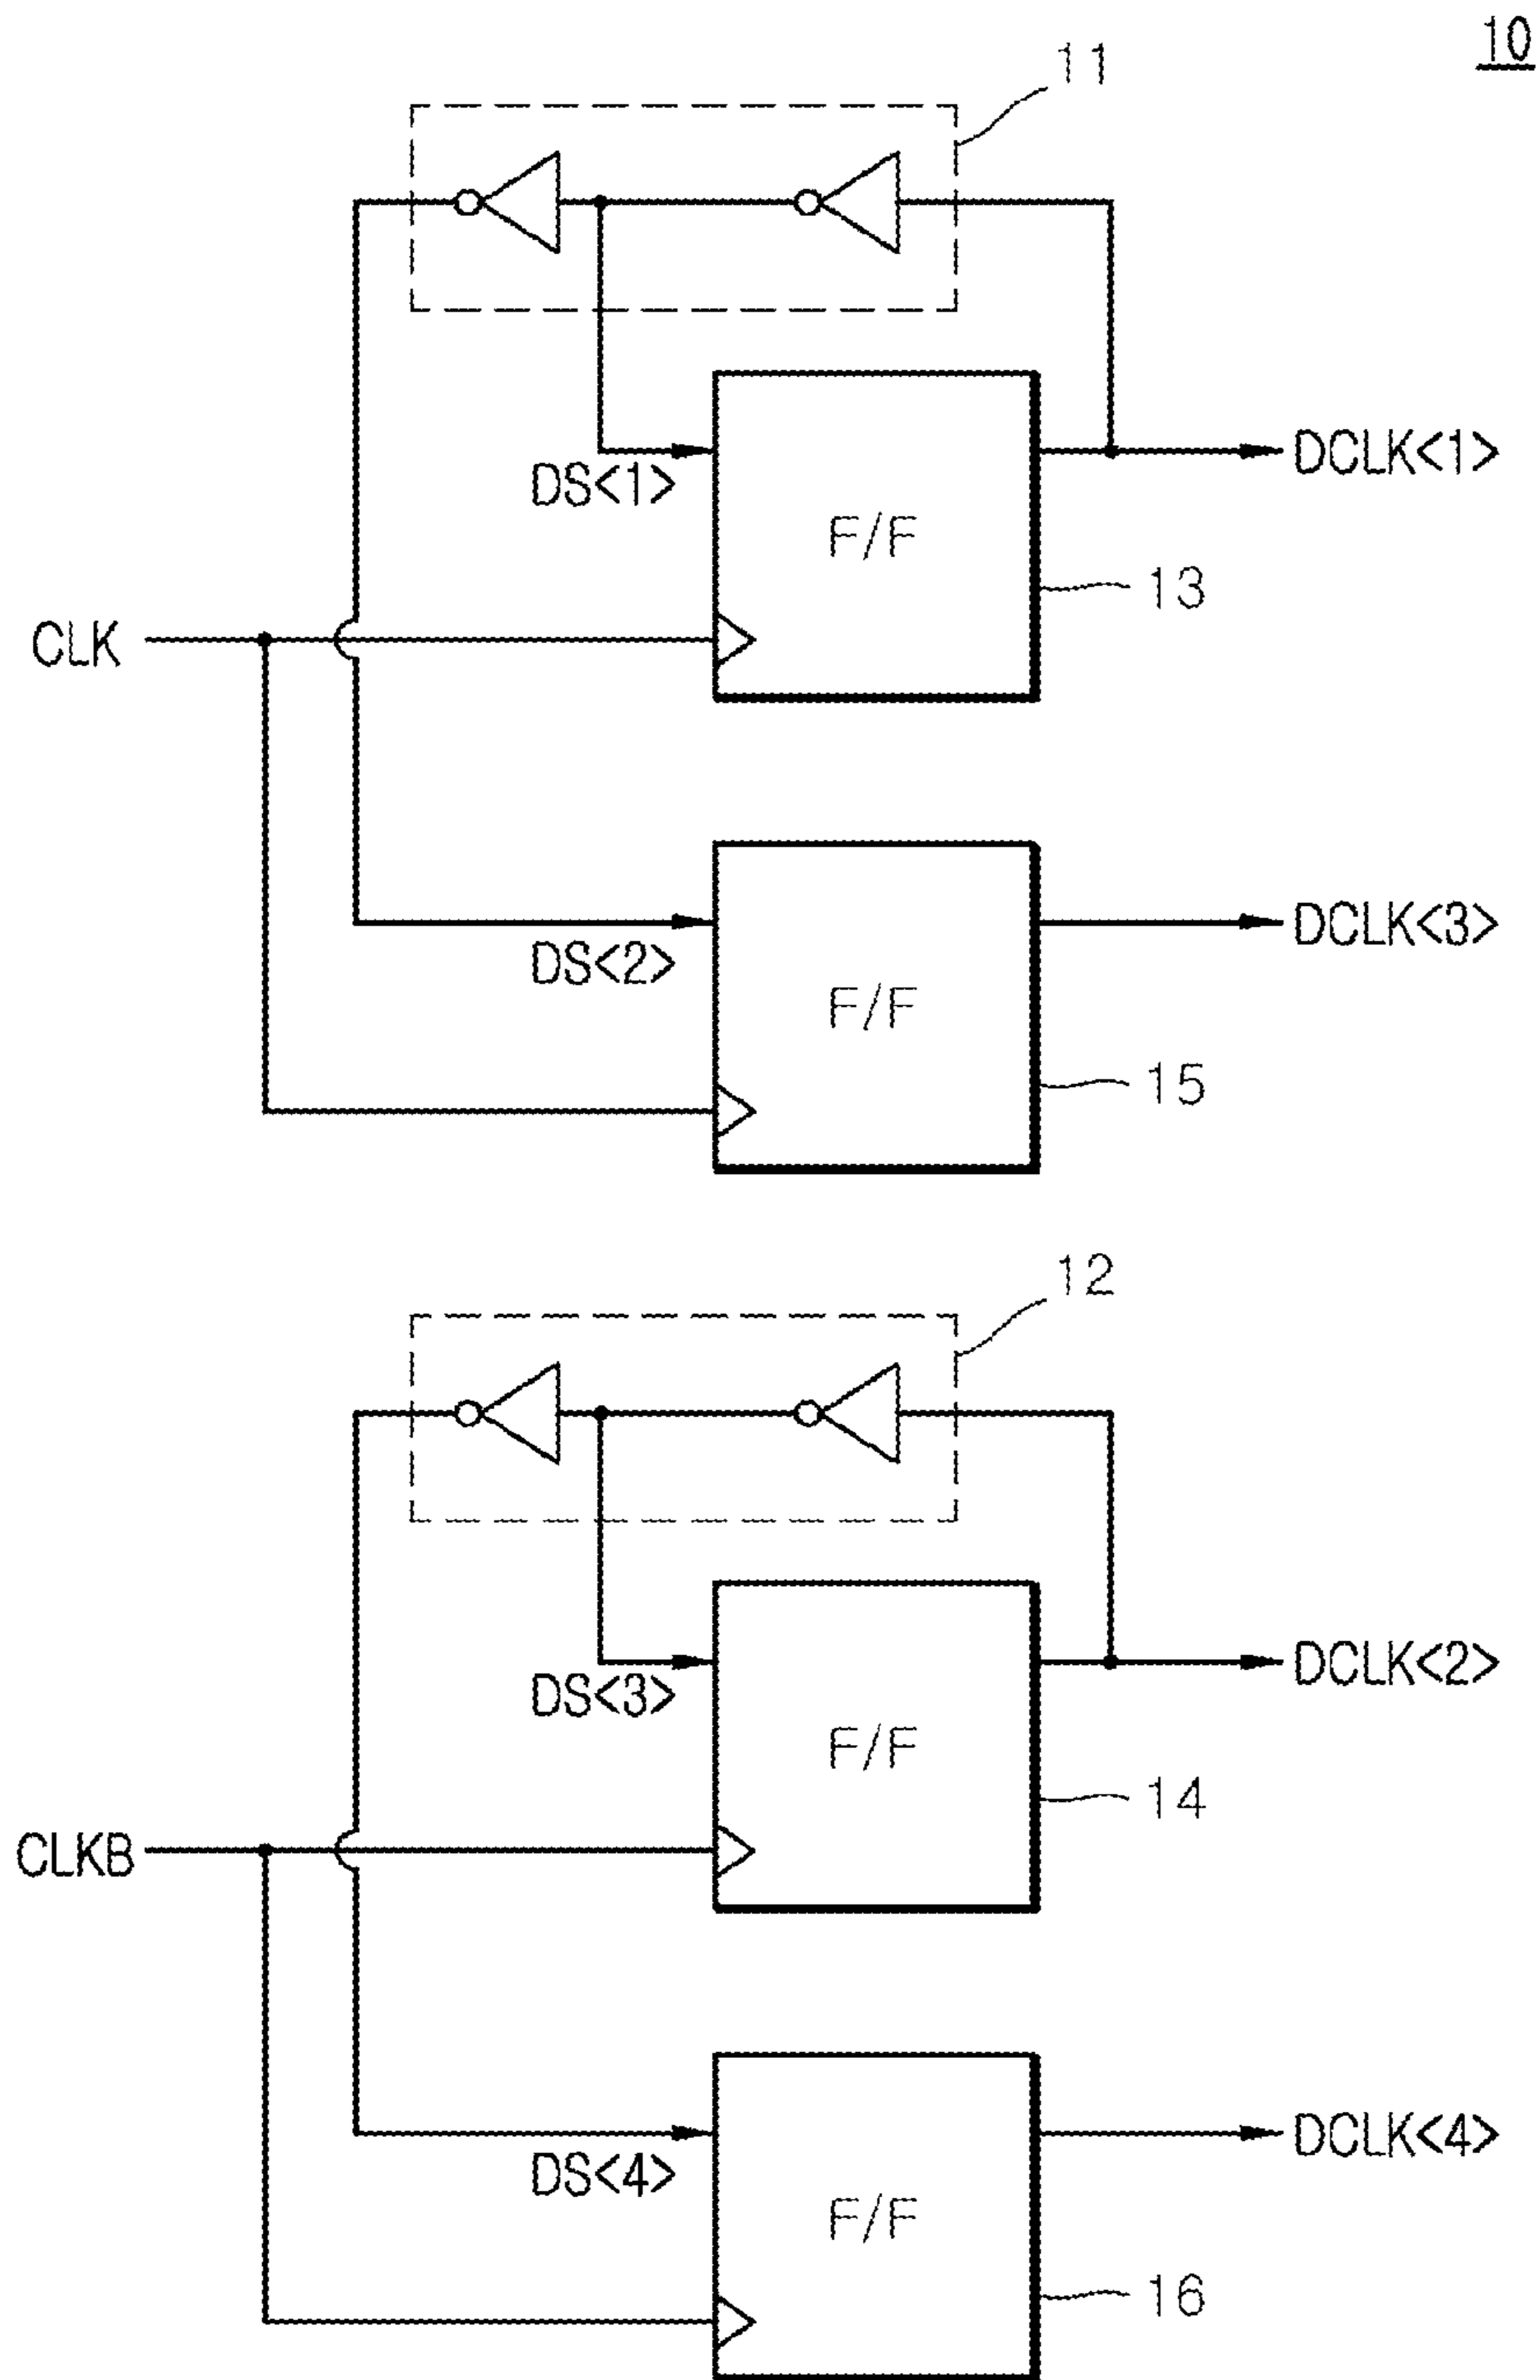 10
11
DS<1>
DCLK<1>
F/F
13
CLK
DS<2>
DCLK<3>
F/F
15
12
DS<3>
DCLK<2>
F/F
14
CLKB
DS<4>
DCLK<4>
F/F
16